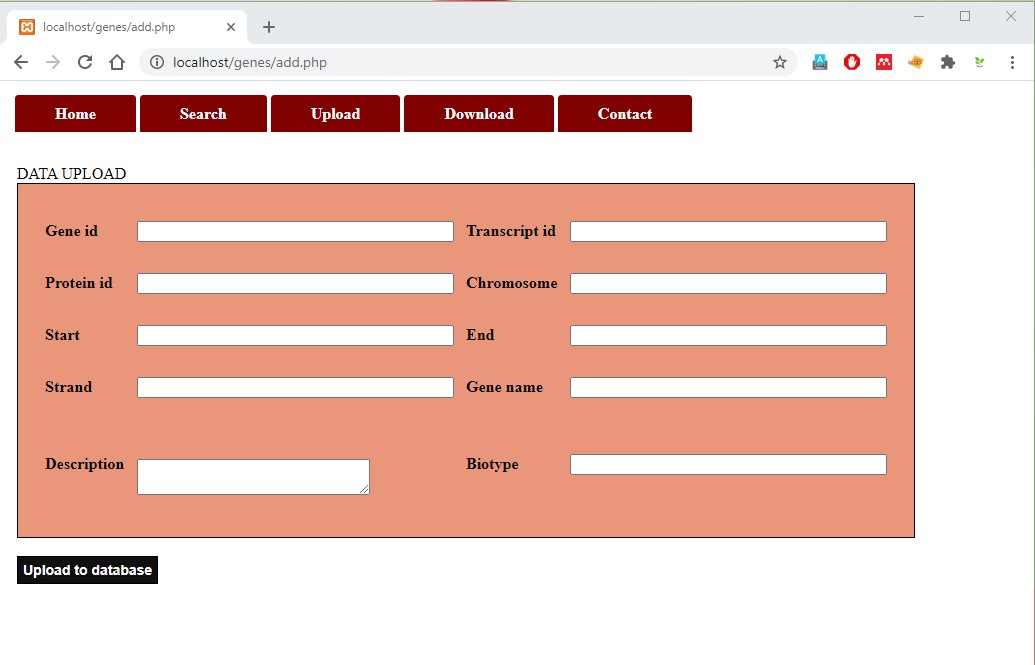 localhost/genes/add.php
localhost/genes/add.php
Home Search Upload Download Contact
DATA UPLOAD
Gene id Transcript id
Protein id Chromosome
Start End
Strand Gene name
Description Biotype
Upload to database